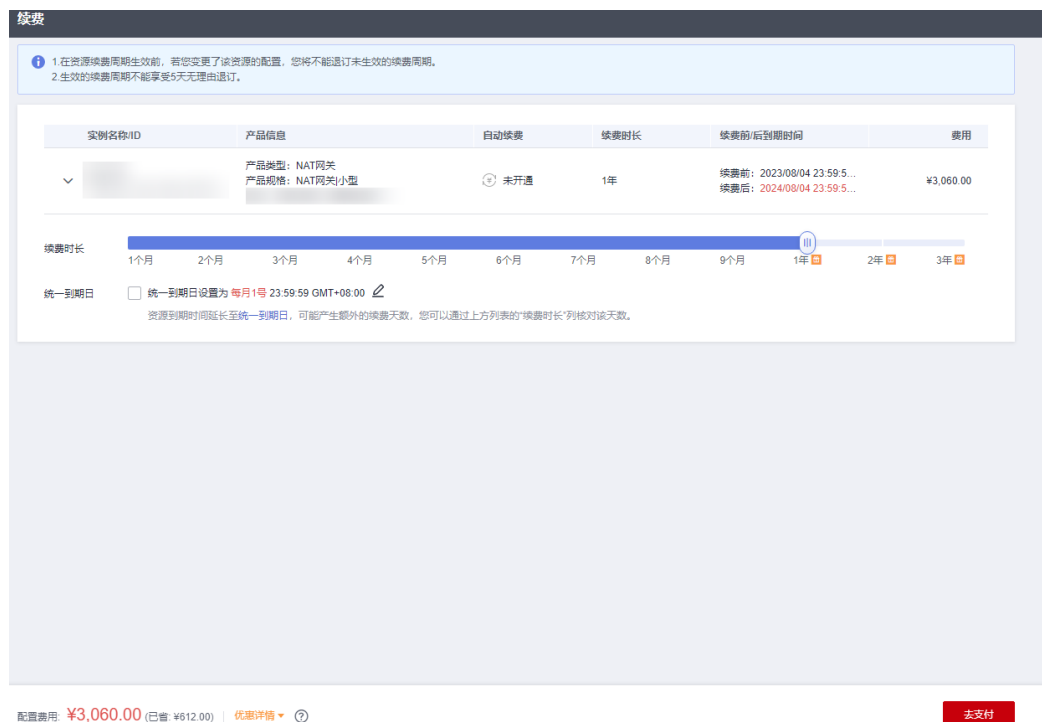 续费
1.在资源续费周期生效前，若您变更了该资源的配置，您将不能退订未生效的续费周期。
2.生效的续费周期不能享受5天无理由退订。
实例名称/ID 产品信息 自动续费 续费时长 续费前/后到期时间 费用
产品类型：NAT网关
产品规格：NAT网关|小型
未开通 1年
续费前：2023/08/04 23:59:5...
续费后：2024/08/04 23:59:5...
¥3,060.00
续费时长
1个月 2个月 3个月 4个月 5个月 6个月 7个月 8个月 9个月 1年 2年 3年
统一到期日 统一到期日设置为 每月1号 23:59:59 GMT+08:00
资源到期时间延长至统一到期日，可能产生额外的续费天数，您可以通过上方列表的“续费时长”列核对该天数。
配置费用: ¥3,060.00 (已省: ¥612.00) 优惠详情 去支付